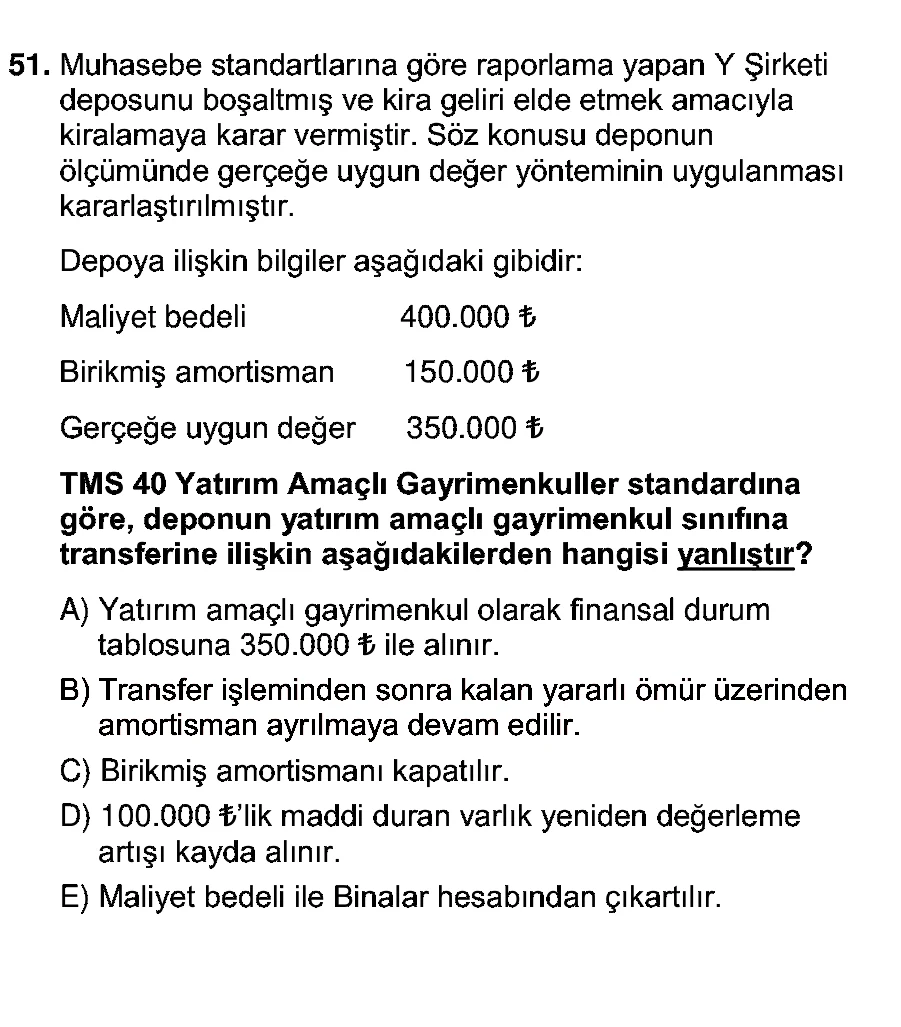 51. Muhasebe standartlarına göre raporlama yapan Y Şirketi
deposunu boşaltmış ve kira geliri elde etmek amacıyla
kiralamaya karar vermiştir. Söz konusu deponun
ölçümünde gerçeğe uygun değer yönteminin uygulanması
kararlaştırılmıştır.
Depoya ilişkin bilgiler aşağıdaki gibidir:
Maliyet bedeli 400.000 ₺
Birikmiş amortisman 150.000 ₺
Gerçeğe uygun değer 350.000 ₺
TMS 40 Yatırım Amaçlı Gayrimenkuller standardına
göre, deponun yatırım amaçlı gayrimenkul sınıfına
transferine ilişkin aşağıdakilerden hangisi yanlıştır?
A) Yatırım amaçlı gayrimenkul olarak finansal durum
tablosuna 350.000 ₺ ile alınır.
B) Transfer işleminden sonra kalan yararlı ömür üzerinden
amortisman ayrılmaya devam edilir.
C) Birikmiş amortismanı kapatılır.
D) 100.000 ₺’lik maddi duran varlık yeniden değerleme
artışı kayda alınır.
E) Maliyet bedeli ile Binalar hesabından çıkartılır.